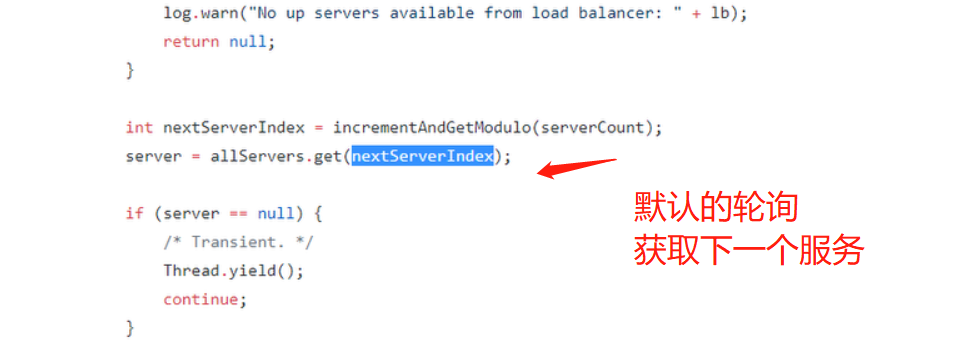 log.warn("No up servers available from load balancer: " + lb);
return null;
}
int nextServerIndex = incrementAndGetModulo(serverCount);
server = allServers.get(nextServerIndex);
if (server == null) {
/* Transient. */
Thread.yield();
continue;
}
默认的轮询
获取下一个服务